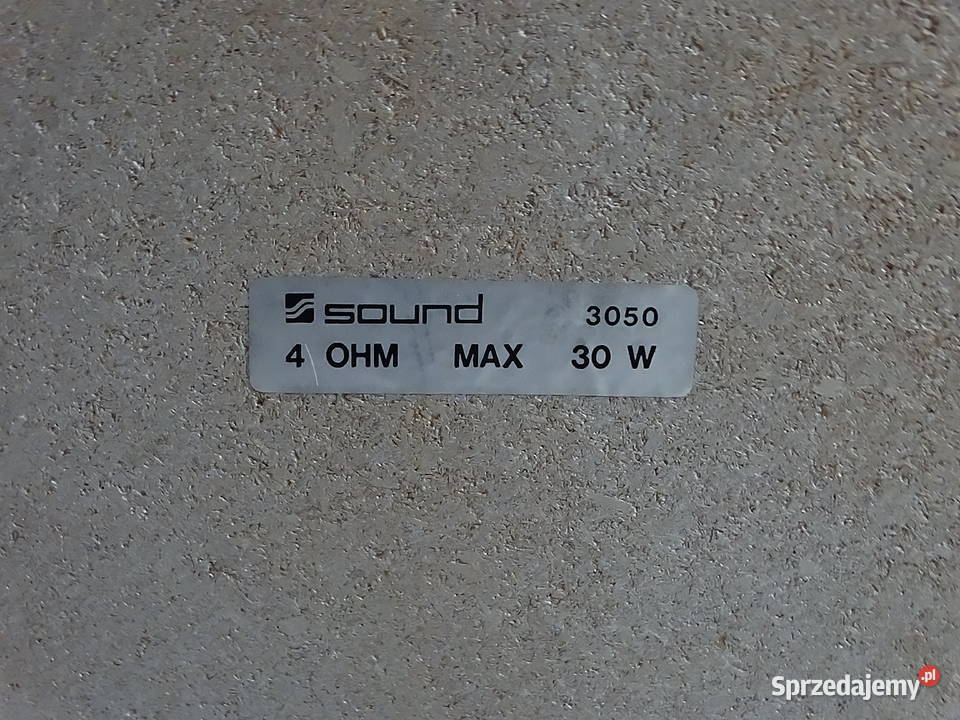 sound 3050
4 OHM MAX 30 W
Sprzedajemy.pl